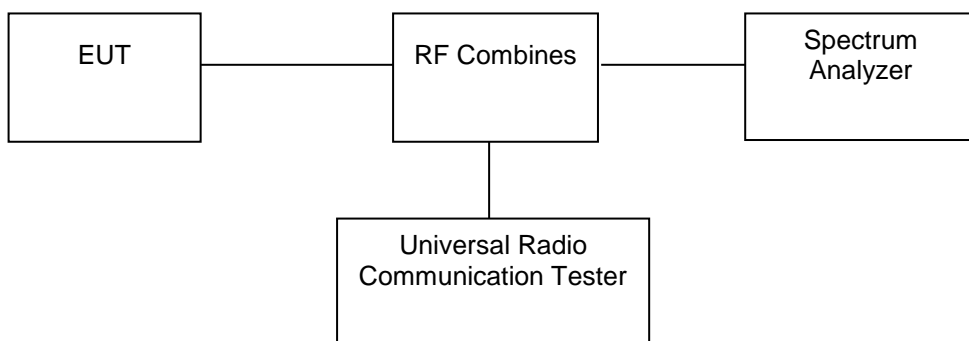 EUT
RF Combines
Spectrum
Analyzer
Universal Radio
Communication Tester